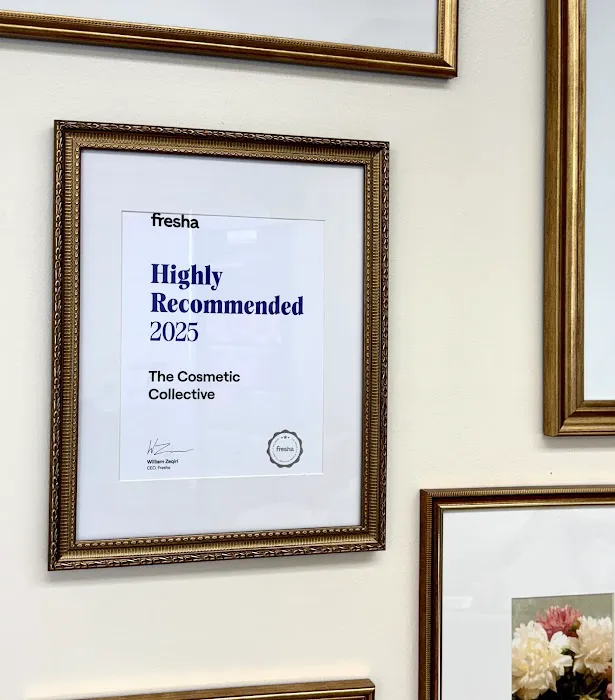 fresha
Highly
Recommended
2025
The Cosmetic
Collective
William Zeqiri
CEO, Fresha
fresha